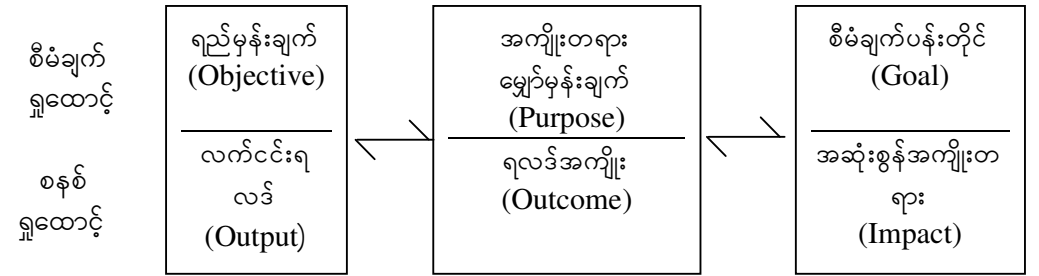 စီမံချက်
ရှုထောင့်
ရည်မှန်းချက်
(Objective)
အကျိုးတရား
မျှော်မှန်းချက်
(Purpose)
စီမံချက်ပန်းတိုင်
(Goal)
စနစ်
ရှုထောင့်
လက်ငင်းရ
လဒ်
(Output)
ရလဒ်အကျိုး
(Outcome)
အဆုံးစွန်အကျိုးတ
ရား
(Impact)